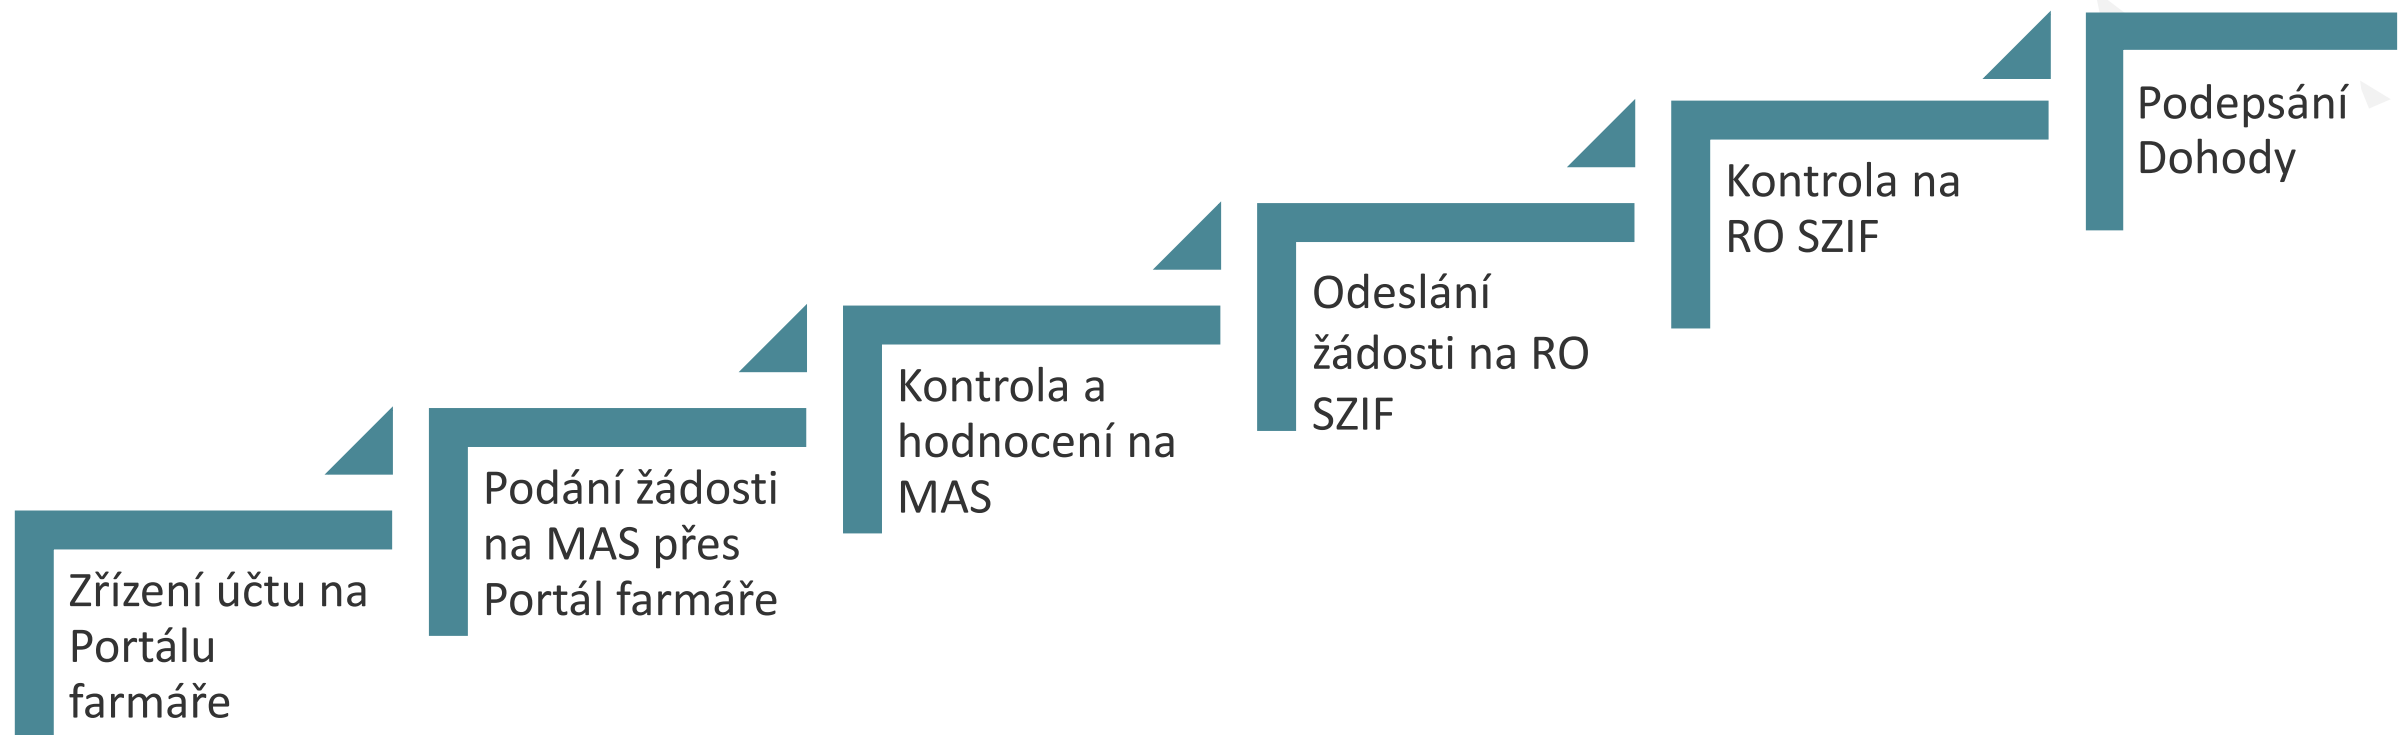 Zřízení účtu na
Portálu
farmáře
Podání žádosti
na MAS přes
Portál farmáře
Kontrola a
hodnocení na
MAS
Odeslání
žádosti na RO
SZIF
Kontrola na
RO SZIF
Podepsání
Dohody